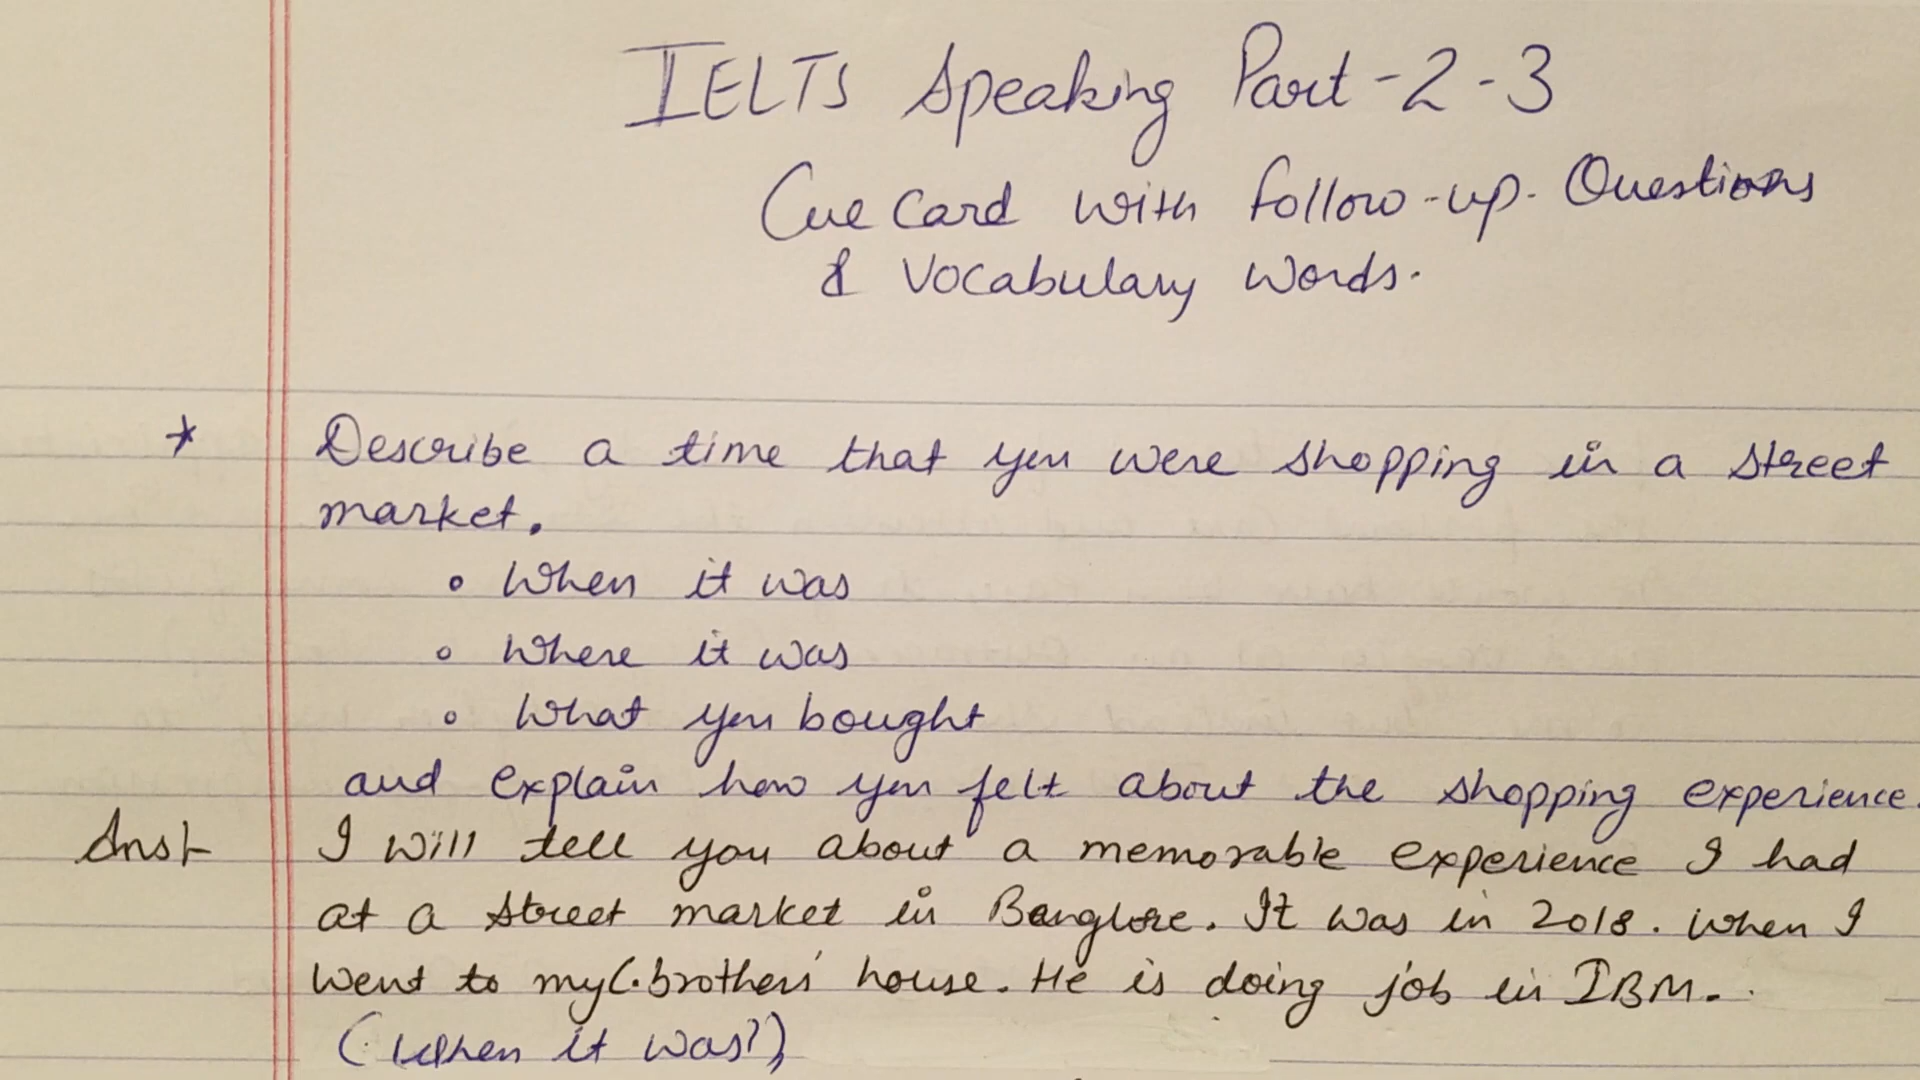 IELTS Speaking Part-2-3
Cue Card with follow-up. Questions
& Vocabulary words.
* Describe a time that you were shopping in a street
market.
◦ When it was
◦ Where it was
◦ What you bought
and explain how you felt about the shopping experience.
I will tell you about a memorable experience I had
at a street market in Banglore. It was in 2018. when I
went to my brothers' house. He is doing job in IBM.
(When it was?)